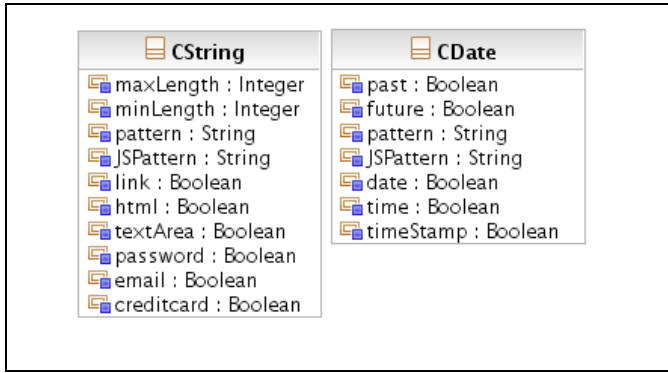 CString
maxLength : Integer
minLength : Integer
pattern : String
JSPattern : String
link : Boolean
html : Boolean
textArea : Boolean
password : Boolean
email : Boolean
creditcard : Boolean
CDate
past : Boolean
future : Boolean
pattern : String
JSPattern : String
date : Boolean
time : Boolean
timeStamp : Boolean